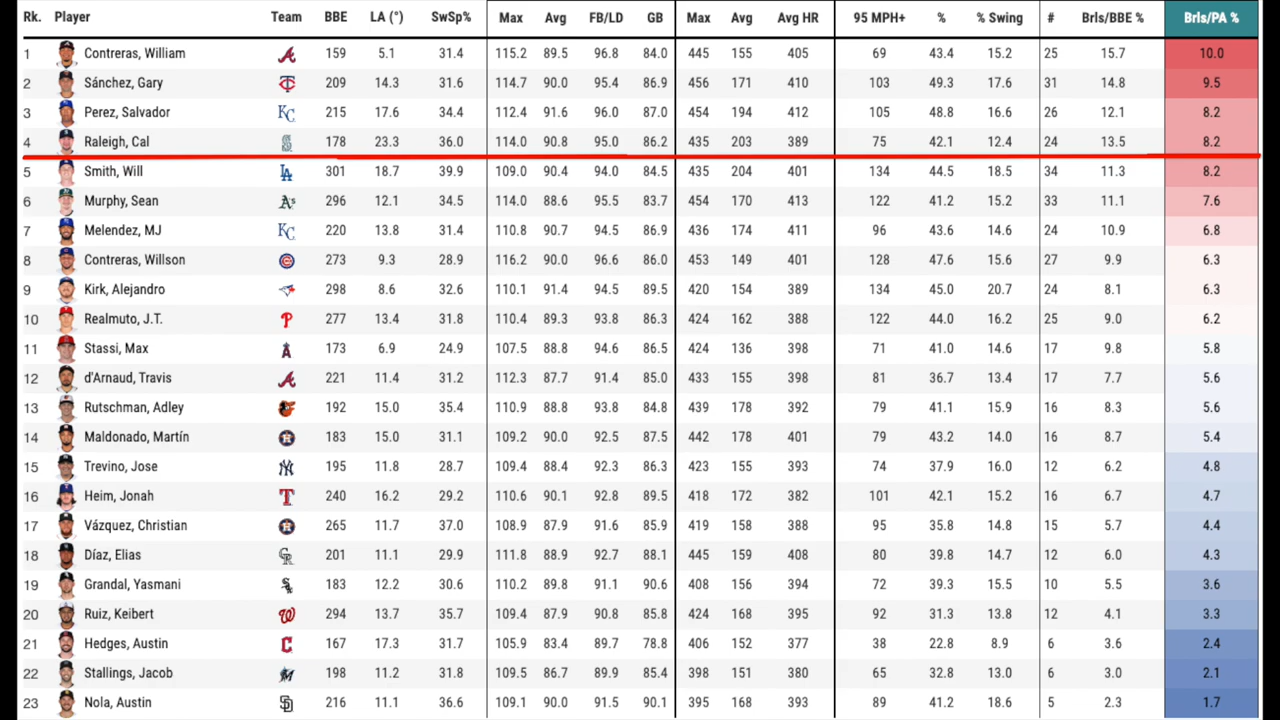 Rk. Player Team BBE LA (°) SwSp% Max Avg FB/LD GB Max Avg Avg HR 95 MPH+ % % Swing # Brls/BBE % Brls/PA %
1 Contreras, William 159 5.1 31.4 115.2 89.5 96.8 84.0 445 155 405 69 43.4 15.2 25 15.7 10.0
2 Sánchez, Gary 209 14.3 31.6 114.7 90.0 95.4 86.9 456 171 410 103 49.3 17.6 31 14.8 9.5
3 Perez, Salvador KC 215 17.6 34.4 112.4 91.6 96.0 87.0 454 194 412 105 48.8 16.6 26 12.1 8.2
4 Raleigh, Cal 178 23.3 36.0 114.0 90.8 95.0 86.2 435 203 389 75 42.1 12.4 24 13.5 8.2
5 Smith, Will LA 301 18.7 39.9 109.0 90.4 94.0 84.5 435 204 401 134 44.5 18.5 34 11.3 8.2
6 Murphy, Sean A's 296 12.1 34.5 114.0 88.6 95.5 83.7 454 170 413 122 41.2 15.2 33 11.1 7.6
7 Melendez, MJ KC 220 13.8 31.4 110.8 90.7 94.5 86.9 436 174 411 96 43.6 14.6 24 10.9 6.8
8 Contreras, Willson 273 9.3 28.9 116.2 90.0 96.6 86.0 453 149 401 128 47.6 15.6 27 9.9 6.3
9 Kirk, Alejandro 298 8.6 32.6 110.1 91.4 94.5 89.5 420 154 389 134 45.0 20.7 24 8.1 6.3
10 Realmuto, J.T. P 277 13.4 31.8 110.4 89.3 93.8 86.3 424 162 388 122 44.0 16.2 25 9.0 6.2
11 Stassi, Max A 173 6.9 24.9 107.5 88.8 94.6 86.5 424 136 398 71 41.0 14.6 17 9.8 5.8
12 d'Arnaud, Travis 221 11.4 31.2 112.3 87.7 91.4 85.0 433 155 398 81 36.7 13.4 17 7.7 5.6
13 Rutschman, Adley 192 15.0 35.4 110.9 88.8 93.8 84.8 439 178 392 79 41.1 15.9 16 8.3 5.6
14 Maldonado, Martín 183 15.0 31.1 109.2 90.0 92.5 87.5 442 178 401 79 43.2 14.0 16 8.7 5.4
15 Trevino, Jose NY 195 11.8 28.7 109.4 88.4 92.3 86.3 423 155 393 74 37.9 16.0 12 6.2 4.8
16 Heim, Jonah T 240 16.2 29.2 110.6 90.1 92.8 89.5 418 172 382 101 42.1 15.2 16 6.7 4.7
17 Vázquez, Christian 265 11.7 37.0 108.9 87.9 91.6 85.9 419 158 388 95 35.8 14.8 15 5.7 4.4
18 Díaz, Elias CR 201 11.1 29.9 111.8 88.9 92.7 88.1 445 159 408 80 39.8 14.7 12 6.0 4.3
19 Grandal, Yasmani 183 12.2 30.6 110.2 89.8 91.1 90.6 408 156 394 72 39.3 15.5 10 5.5 3.6
20 Ruiz, Keibert W 294 13.7 35.7 109.4 87.9 90.8 85.8 424 168 395 92 31.3 13.8 12 4.1 3.3
21 Hedges, Austin C 167 17.3 31.7 105.9 83.4 89.7 78.8 406 152 377 38 22.8 8.9 6 3.6 2.4
22 Stallings, Jacob 198 11.2 31.8 109.5 86.7 89.9 85.4 398 151 380 65 32.8 13.0 6 3.0 2.1
23 Nola, Austin SD 216 11.1 36.6 90.0 91.5 90.1 395 168 393 89 41.2 18.6 5 2.3 1.7